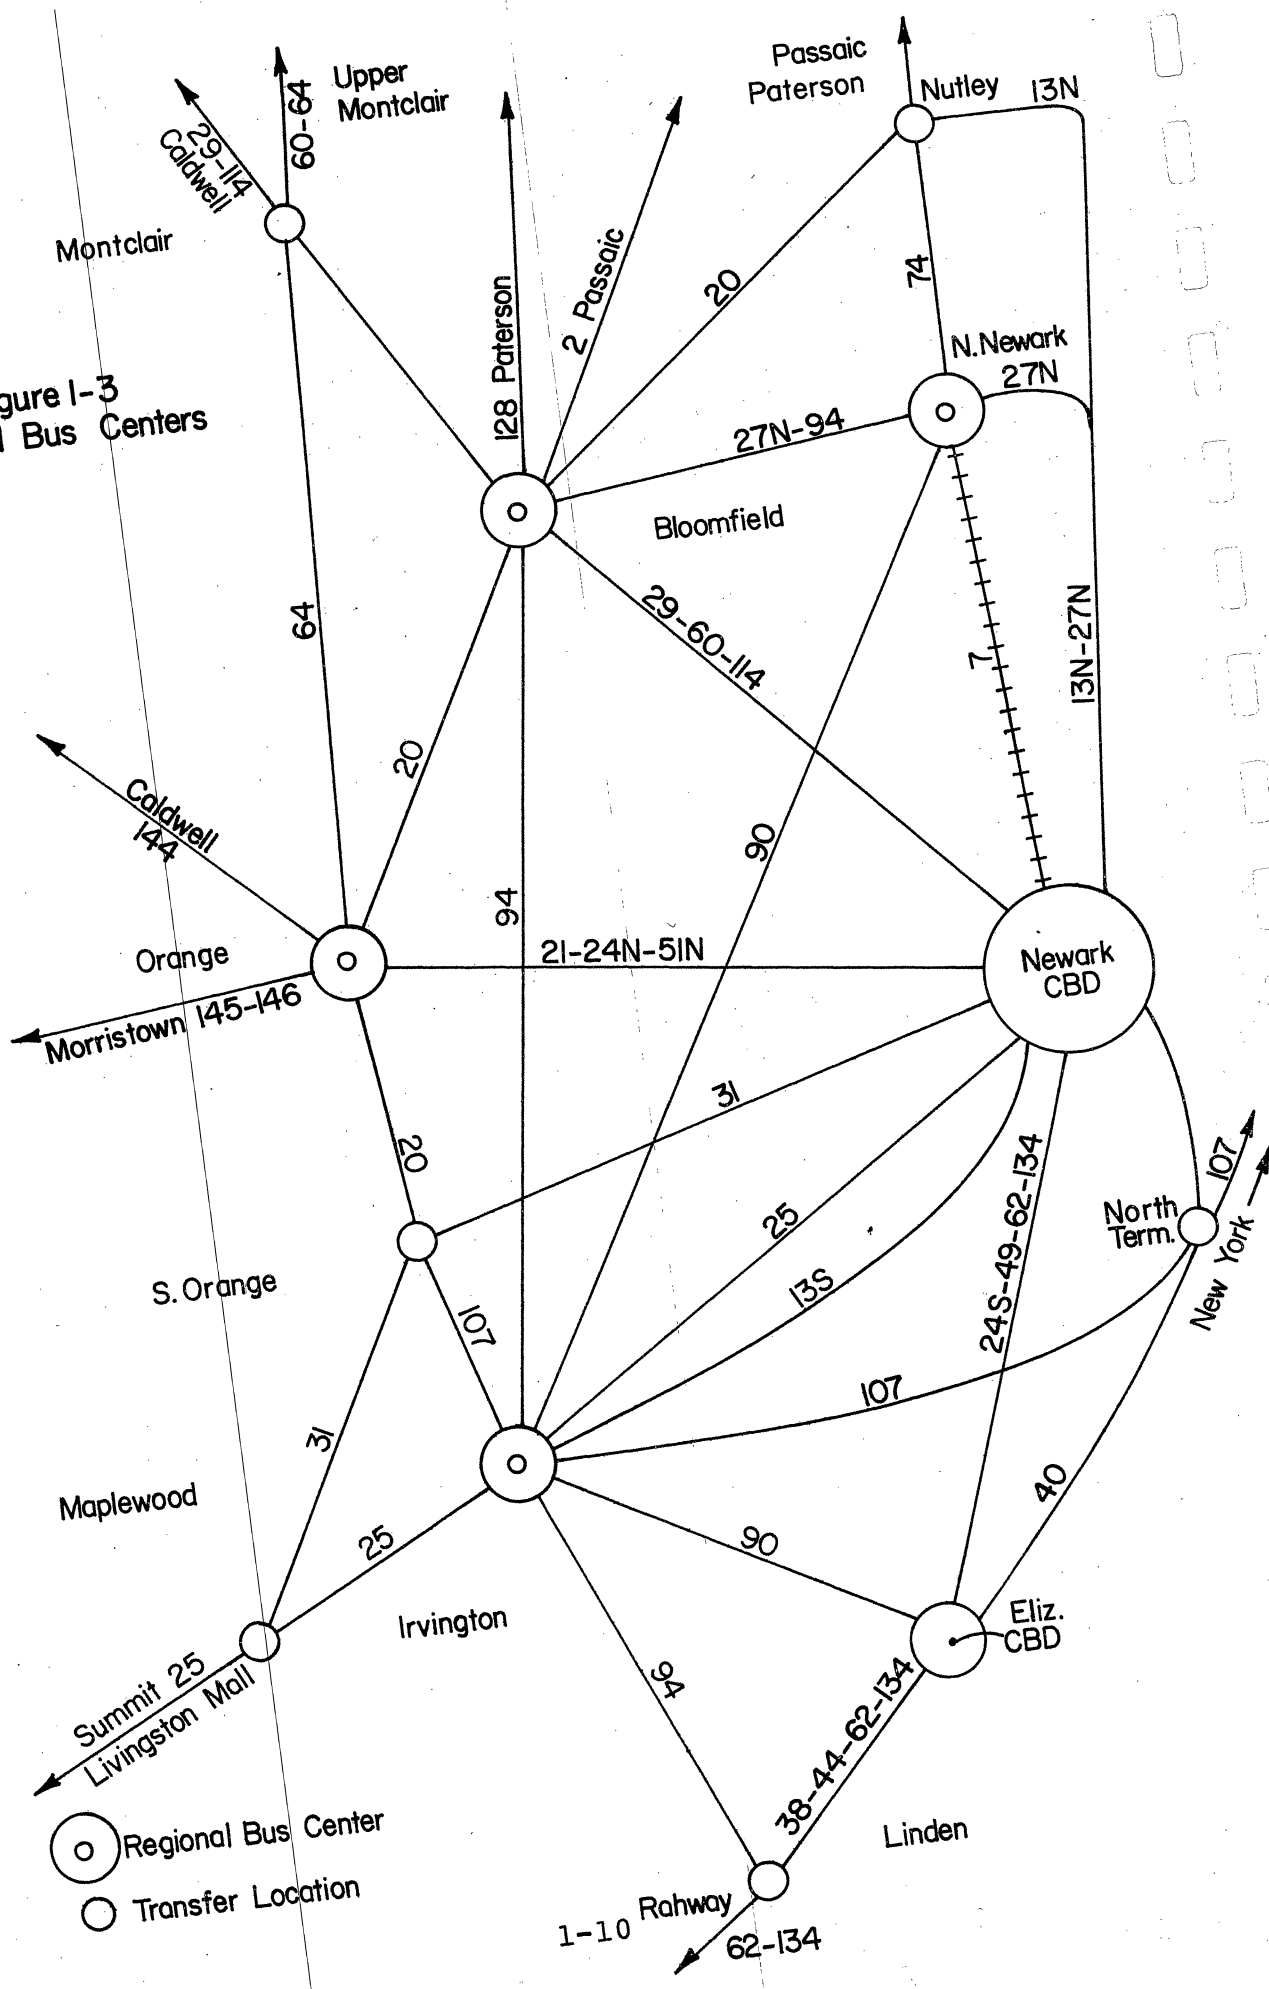 Upper
Montclair
60-64
29-114
Caldwell
Passaic
Paterson
Nutley
13N
Montclair
128 Paterson
2 Passaic
20
74
N.Newark
27N
gure 1-3
Bus Centers
27N-94
Bloomfield
64
29-60-114
7
13N-27N
20
Caldwell
144
94
90
Orange
21-24N-51N
Newark
CBD
Morristown 145-146
31
20
25
13S
24S-49-62-134
North
Term.
107
New York
S.Orange
107
107
31
Maplewood
25
90
40
Irvington
Eliz.
CBD
94
Summit 25
Livingston Mall
38-44-62-134
Linden
Regional Bus Center
Transfer Location
Rahway
1-10
62-134